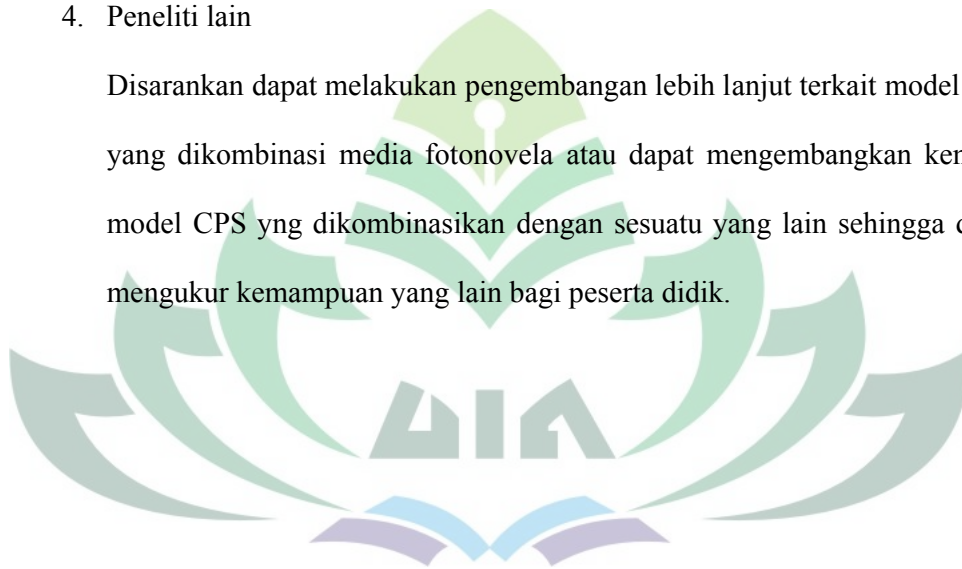 4. Peneliti lain
Disarankan dapat melakukan pengembangan lebih lanjut terkait model
yang dikombinasi media fotonovela atau dapat mengembangkan
model CPS yng dikombinasikan dengan sesuatu yang lain sehingga
mengukur kemampuan yang lain bagi peserta didik.
UIN